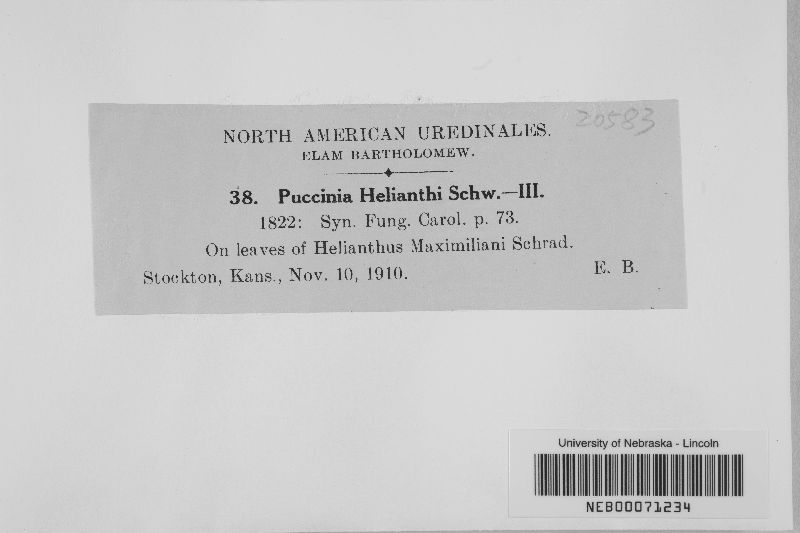 20583
NORTH AMERICAN UREDINALES.
ELAM BARTHOLOMEW.
38. Puccinia Helianthi Schw.—III.
1822: Syn. Fung. Carol. p. 73.
On leaves of Helianthus Maximiliani Schrad.
Stockton, Kans., Nov. 10, 1910. E. B.
University of Nebraska - Lincoln
NEB00071234